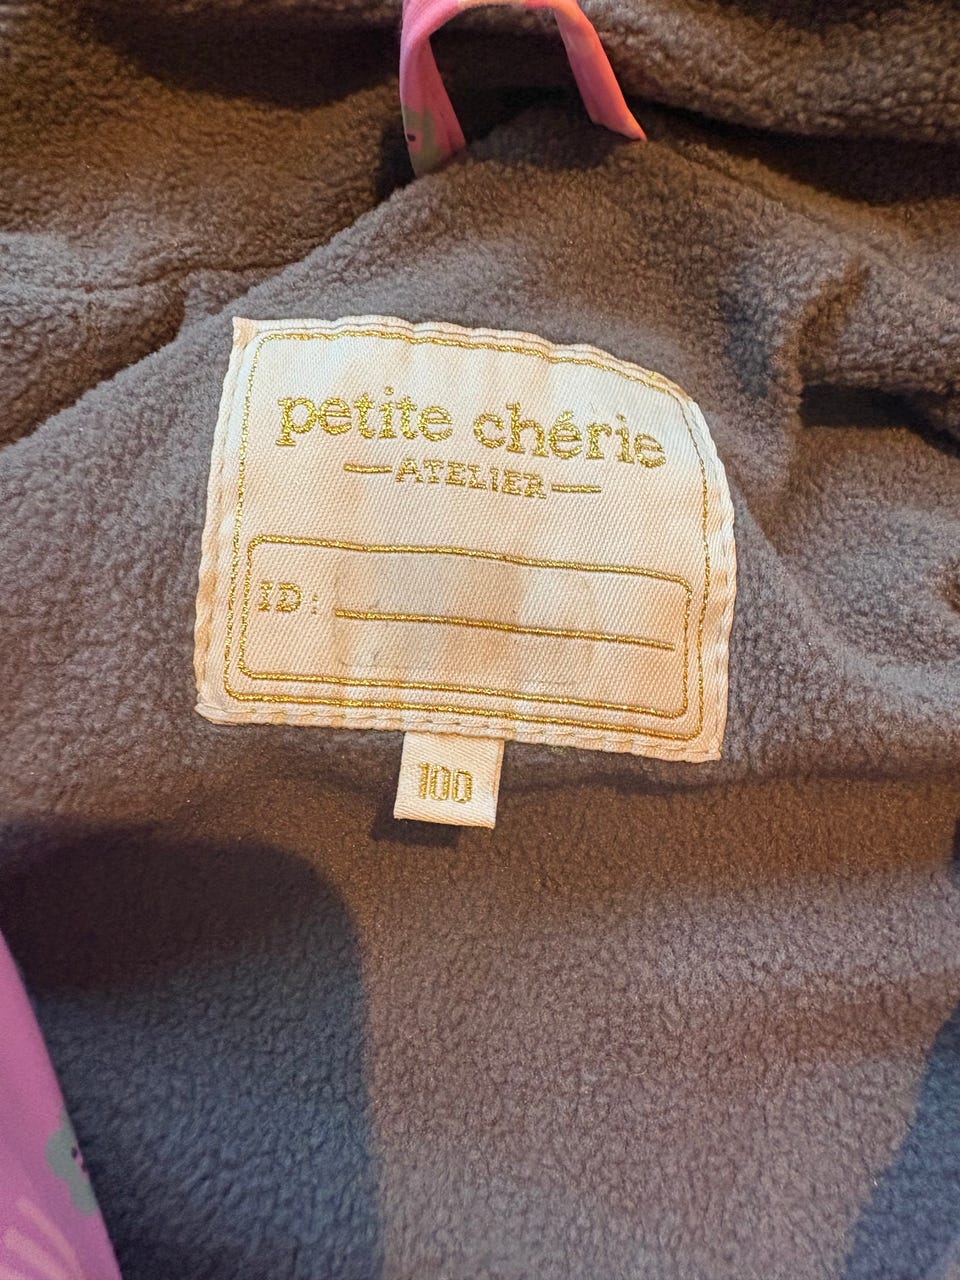 petite chérie
ATELIER
ID:
100